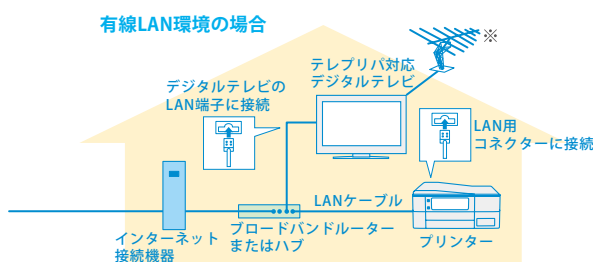 有線LAN環境の場合
※
テレプリパ対応
デジタルテレビ
デジタルテレビの
LAN端子に接続
LAN用
コネクターに接続
LANケーブル
インターネット
接続機器
ブロードバンドルーター
またはハブ
プリンター